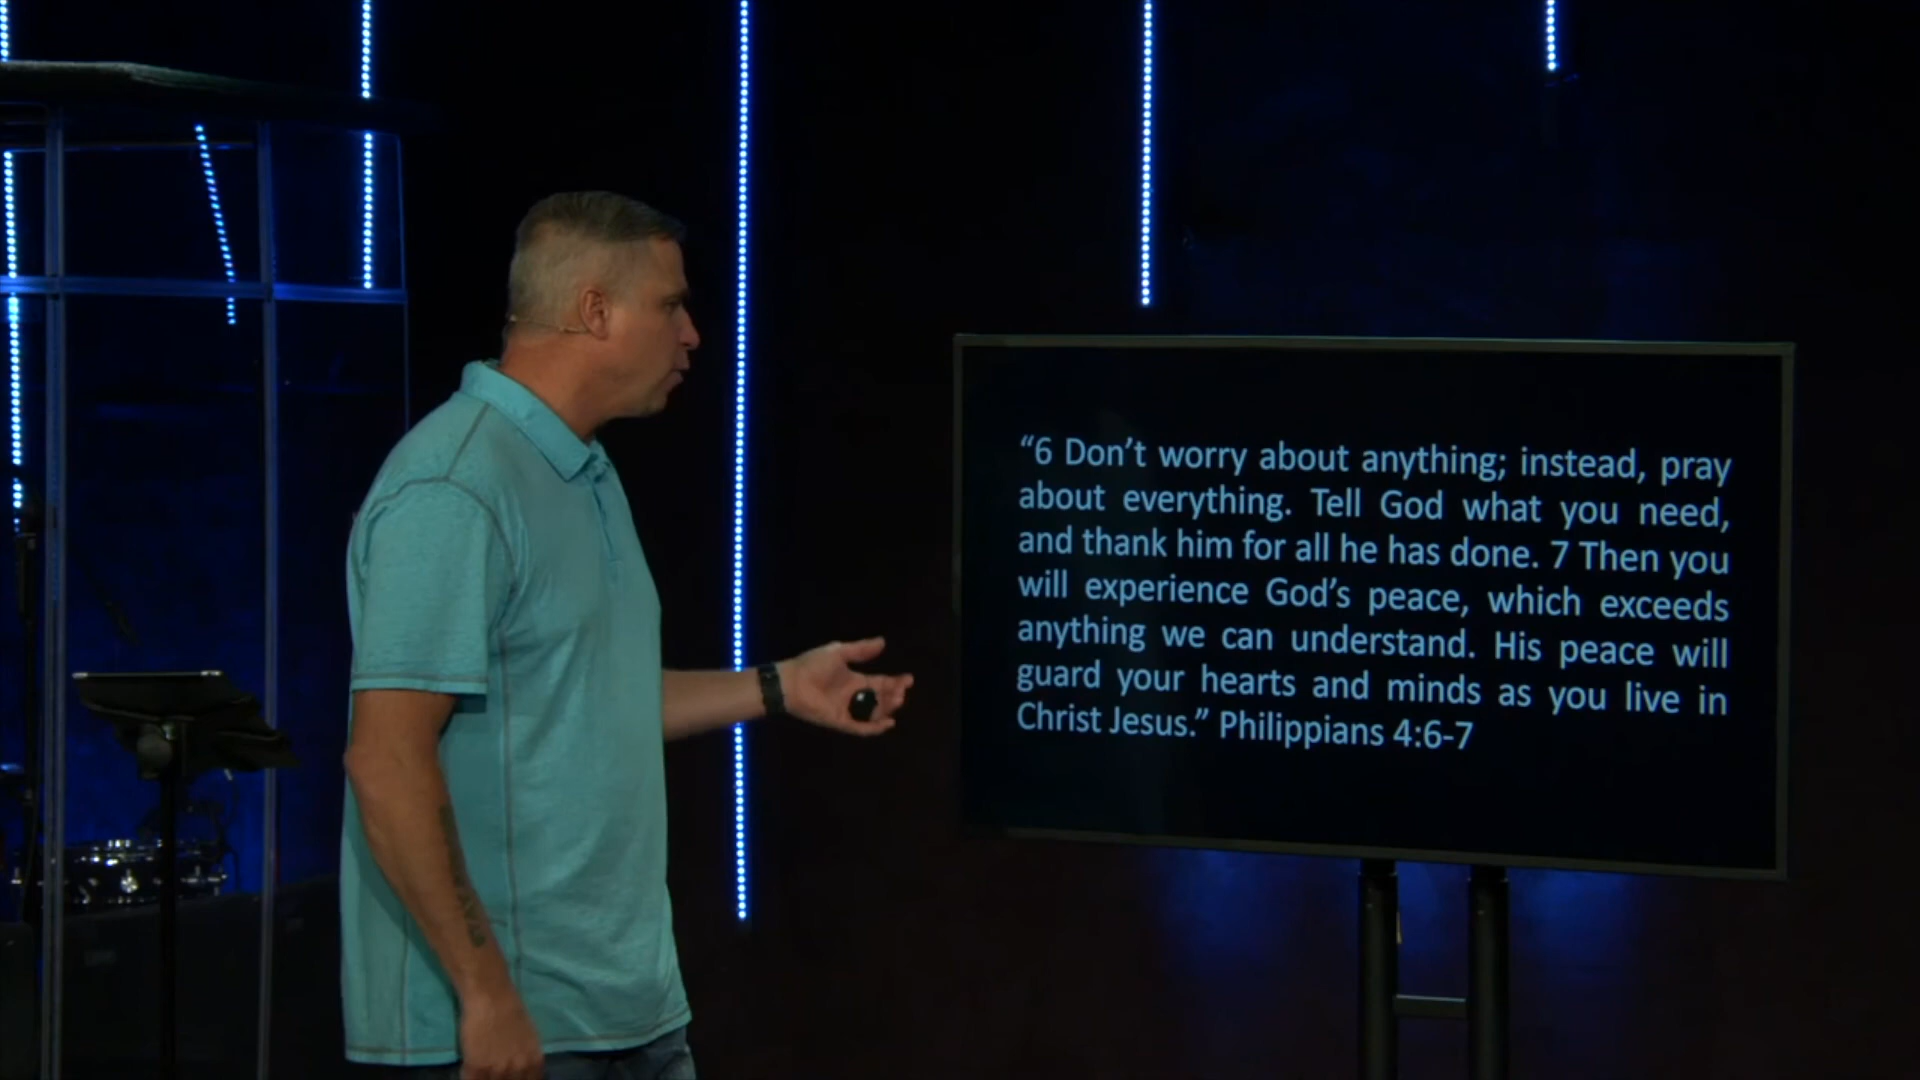 “6 Don’t worry about anything; instead, pray
about everything. Tell God what you need,
and thank him for all he has done. 7 Then you
will experience God’s peace, which exceeds
anything we can understand. His peace will
guard your hearts and minds as you live in
Christ Jesus.” Philippians 4:6-7